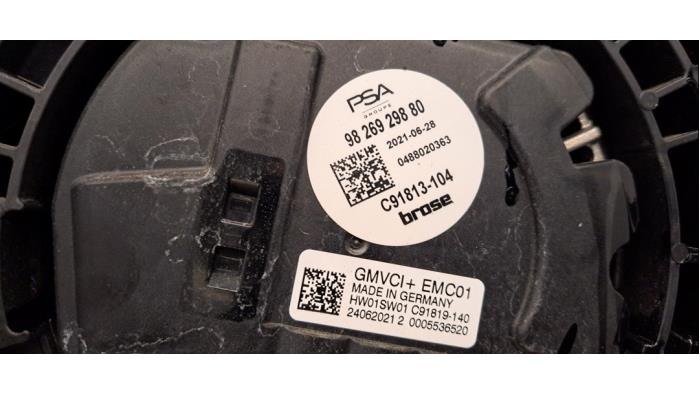 PSA
GROUPE
98 269 298 80
2021-06-28
0488020363
C91813-104
brose
GMVCI+ EMC01
MADE IN GERMANY
HW01SW01 C91819-140
24062021 2 0005536520